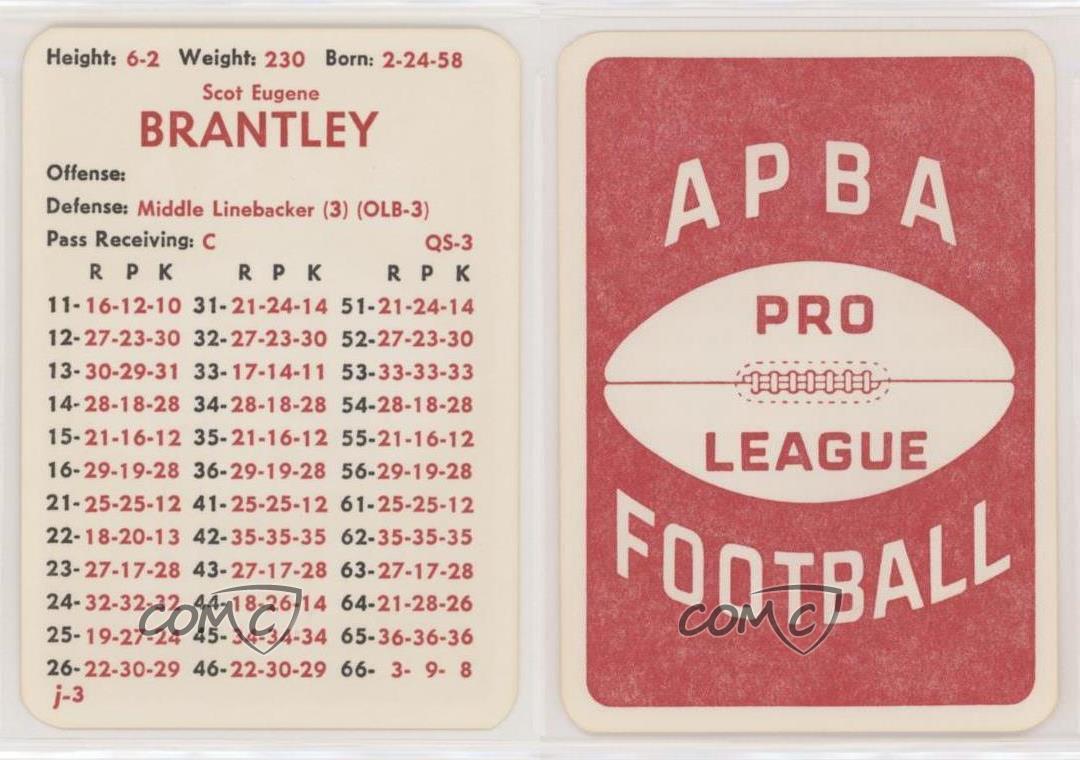 Height: 6-2 Weight: 230 Born: 2-24-58
Scot Eugene
BRANTLEY
Offense:
Defense: Middle Linebacker (3) (OLB-3)
Pass Receiving: C QS-3
R P K R P K R P K
11-16-12-10 31-21-24-14 51-21-24-14
12-27-23-30 32-27-23-30 52-27-23-30
13-30-29-31 33-17-14-11 53-33-33-33
14-28-18-28 34-28-18-28 54-28-18-28
15-21-16-12 35-21-16-12 55-21-16-12
16-29-19-28 36-29-19-28 56-29-19-28
21-25-25-12 41-25-25-12 61-25-25-12
22-18-20-13 42-35-35-35 62-35-35-35
23-27-17-28 43-27-17-28 63-27-17-28
24-32-32-32 44-18-26-14 64-21-28-26
25-19-27-24 45-34-34-34 65-36-36-36
26-22-30-29 46-22-30-29 66- 3- 9- 8
j-3
COMC
APBA
PRO
LEAGUE
FOOTBALL
COMC